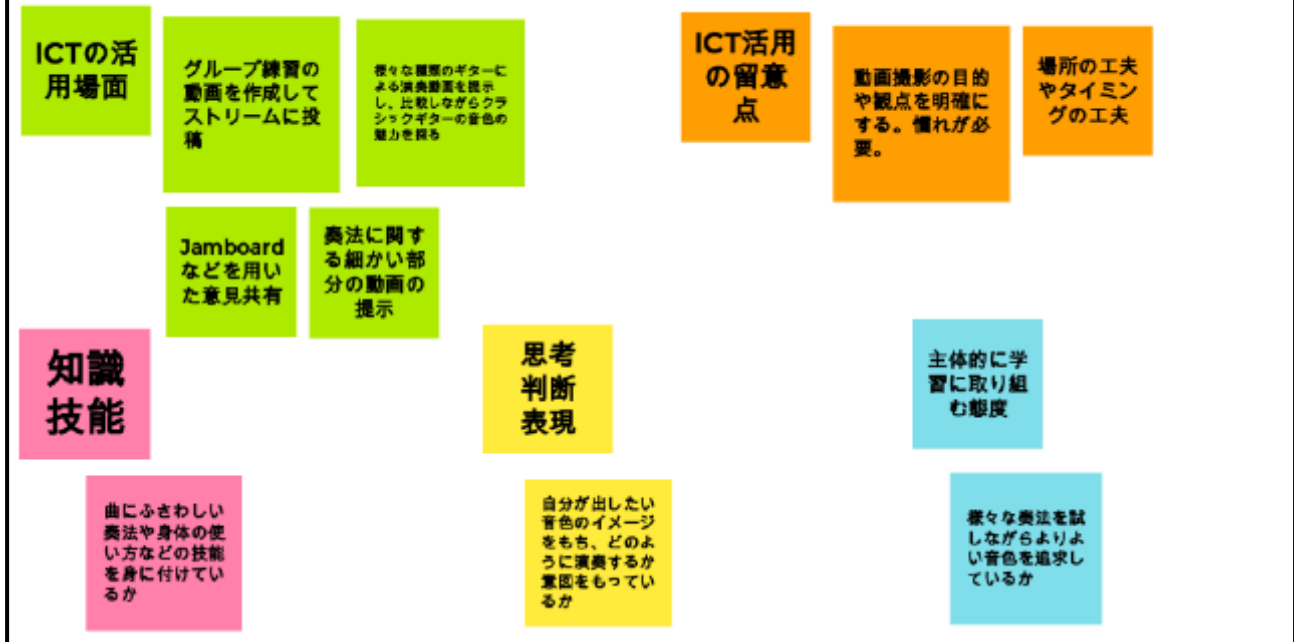 ICTの活
用場面
グループ練習の
動画を作成して
ストリームに投
稿
様々な種類のギターによ
る演奏動画を提示
し、比較しながらクラ
シックギターの音色の
魅力を探る
ICT活用
の留意
点
動画撮影の目的
や観点を明確に
する。慣れが必
要。
場所の工夫
やタイミン
グの工夫
Jamboard
などを用い
た意見共有
奏法に関す
る細かい部
分の動画の
提示
知識
技能
思考
判断
表現
主体的に学
習に取り組
む態度
曲にふさわしい
奏法や身体の使
い方などの技能
を身に付けてい
るか
自分が出したい
音色のイメージ
をもち、どのよ
うに演奏するか
意図をもってい
るか
様々な奏法を試
しながらよりよ
い音色を追求し
ているか